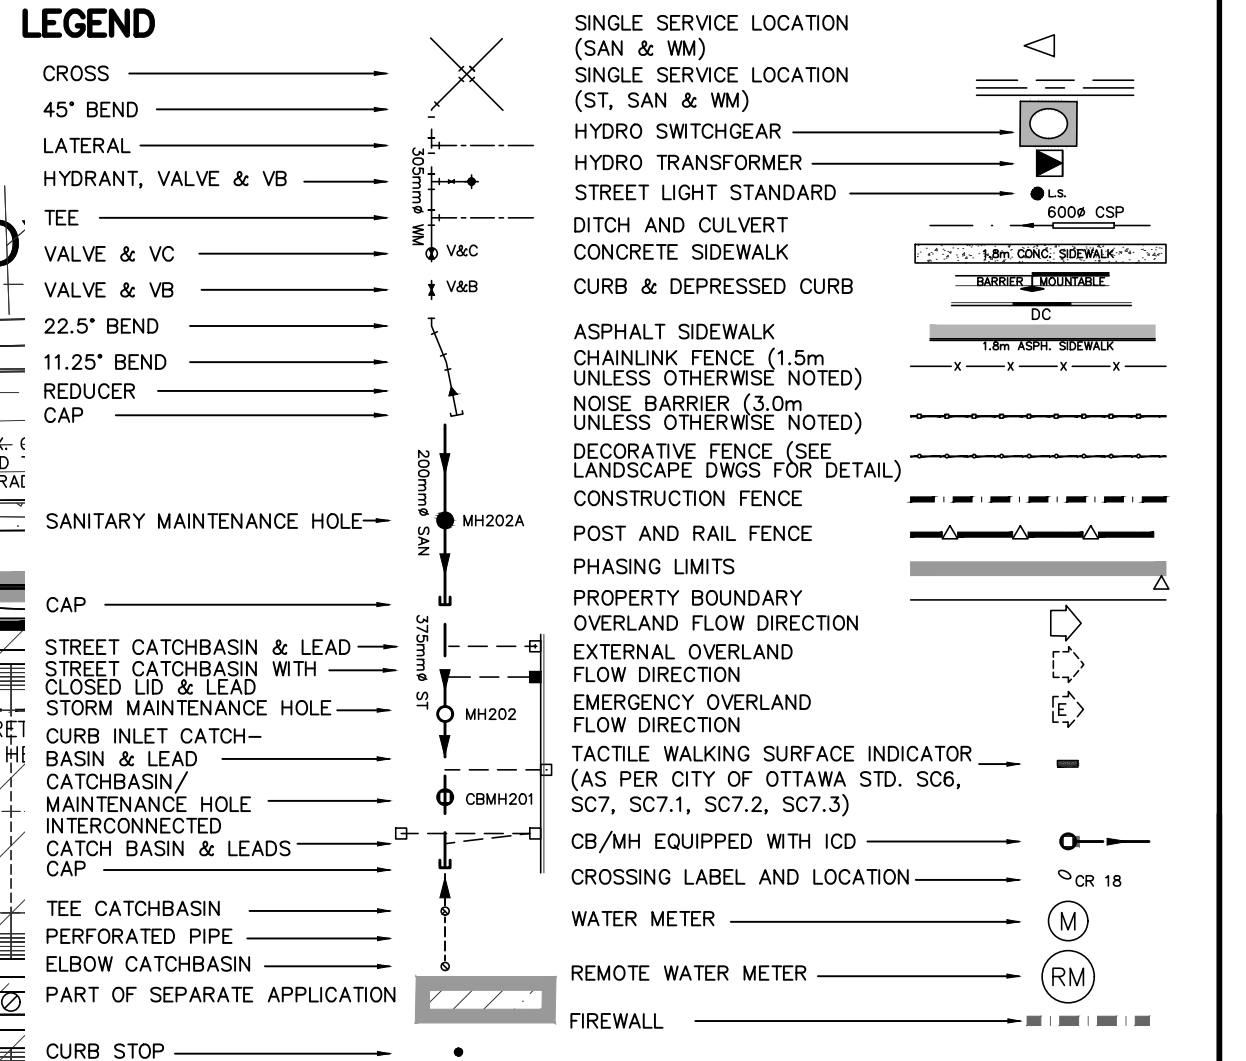 LEGEND
CROSS
45° BEND
LATERAL
HYDRANT, VALVE & VB
TEE
VALVE & VC
VALVE & VB
22.5° BEND
11.25° BEND
REDUCER
CAP
SANITARY MAINTENANCE HOLE
CAP
STREET CATCHBASIN & LEAD
STREET CATCHBASIN WITH
CLOSED LID & LEAD
STORM MAINTENANCE HOLE
CURB INLET CATCH-
BASIN & LEAD
CATCHBASIN/
MAINTENANCE HOLE
INTERCONNECTED
CATCH BASIN & LEADS
CAP
TEE CATCHBASIN
PERFORATED PIPE
ELBOW CATCHBASIN
PART OF SEPARATE APPLICATION
CURB STOP
305mmø WM
V&C
V&B
200mmø SAN
MH202A
375mmø ST
MH202
CBMH201
SINGLE SERVICE LOCATION
(SAN & WM)
SINGLE SERVICE LOCATION
(ST, SAN & WM)
HYDRO SWITCHGEAR
HYDRO TRANSFORMER
STREET LIGHT STANDARD
L.S.
DITCH AND CULVERT
600ø CSP
CONCRETE SIDEWALK
1.8m CONC. SIDEWALK
CURB & DEPRESSED CURB
BARRIER MOUNTABLE
DC
ASPHALT SIDEWALK
1.8m ASPH. SIDEWALK
CHAINLINK FENCE (1.5m
UNLESS OTHERWISE NOTED)
X X X X
NOISE BARRIER (3.0m
UNLESS OTHERWISE NOTED)
DECORATIVE FENCE (SEE
LANDSCAPE DWGS FOR DETAIL)
CONSTRUCTION FENCE
POST AND RAIL FENCE
PHASING LIMITS
PROPERTY BOUNDARY
OVERLAND FLOW DIRECTION
EXTERNAL OVERLAND
FLOW DIRECTION
EMERGENCY OVERLAND
FLOW DIRECTION
E
TACTILE WALKING SURFACE INDICATOR
(AS PER CITY OF OTTAWA STD. SC6,
SC7, SC7.1, SC7.2, SC7.3)
CB/MH EQUIPPED WITH ICD
CROSSING LABEL AND LOCATION
CR 18
WATER METER
M
REMOTE WATER METER
RM
FIREWALL